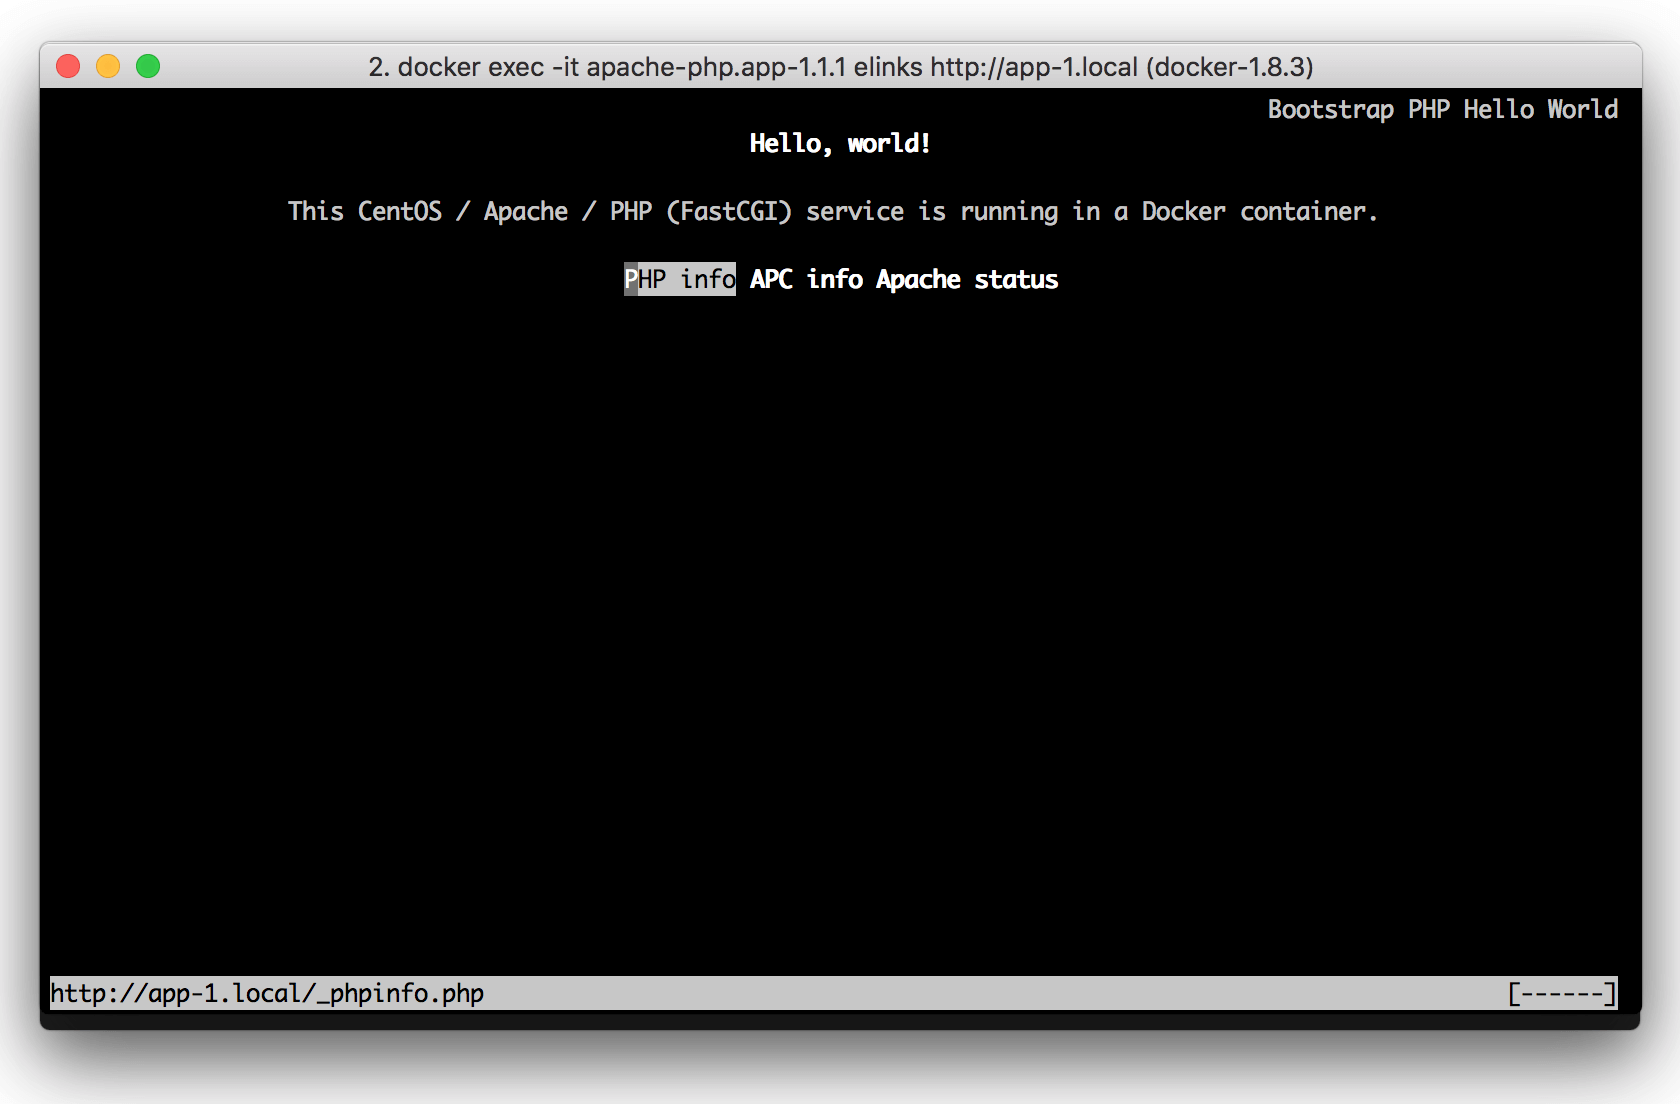 2. docker exec -it apache-php.app-1.1.1 elinks http://app-1.local (docker-1.8.3)
Bootstrap PHP Hello World
Hello, world!
This CentOS / Apache / PHP (FastCGI) service is running in a Docker container.
PHP info APC info Apache status
http://app-1.local/_phpinfo.php [------]